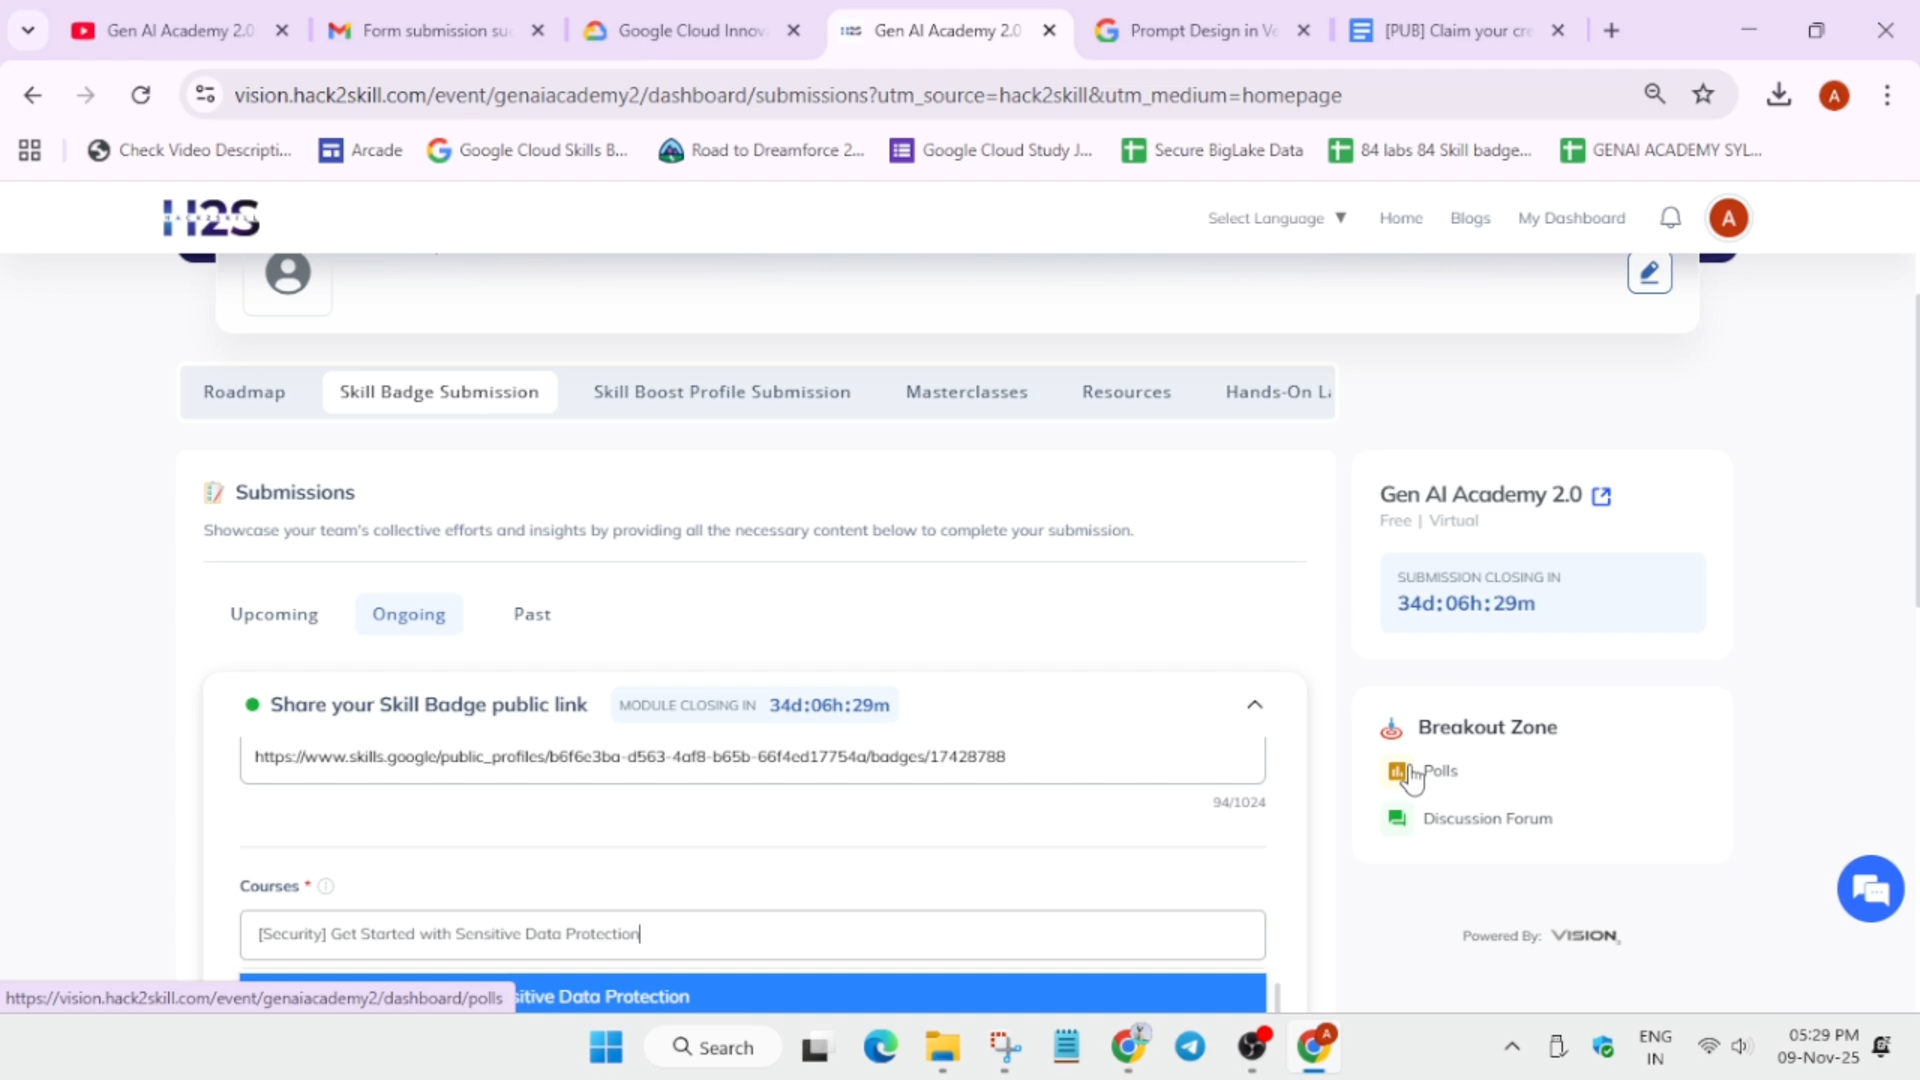 Gen AI Academy 2.0
Form submission suc
Google Cloud Innov
Gen AI Academy 2.0
Prompt Design in Ve
[PUB] Claim your cre
vision.hack2skill.com/event/genaiacademy2/dashboard/submissions?utm_source=hack2skill&utm_medium=homepage
A
Check Video Descripti...
Arcade
Google Cloud Skills B...
Road to Dreamforce 2...
Google Cloud Study J...
Secure BigLake Data
84 labs 84 Skill badge...
GENAI ACADEMY SYL...
H2S
Select Language ▼
Home
Blogs
My Dashboard
A
Roadmap
Skill Badge Submission
Skill Boost Profile Submission
Masterclasses
Resources
Hands-On La
Submissions
Showcase your team's collective efforts and insights by providing all the necessary content below to complete your submission.
Upcoming
Ongoing
Past
Share your Skill Badge public link
MODULE CLOSING IN 34d:06h:29m
https://www.skills.google/public_profiles/b6f6e3ba-d563-4af8-b65b-66f4ed17754a/badges/17428788
94/1024
Courses *
[Security] Get Started with Sensitive Data Protection
sitive Data Protection
https://vision.hack2skill.com/event/genaiacademy2/dashboard/polls
Gen AI Academy 2.0
Free | Virtual
SUBMISSION CLOSING IN
34d:06h:29m
Breakout Zone
Polls
Discussion Forum
Powered By: VISION
Search
ENG
IN
05:29 PM
09-Nov-25